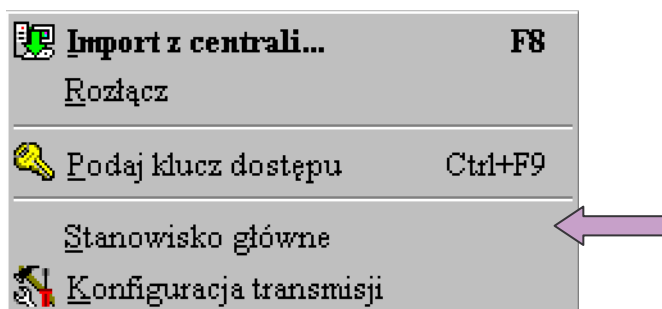 Import z centrali... F8
Rozłącz
Podaj klucz dostępu Ctrl+F9
Stanowisko główne
Konfiguracja transmisji